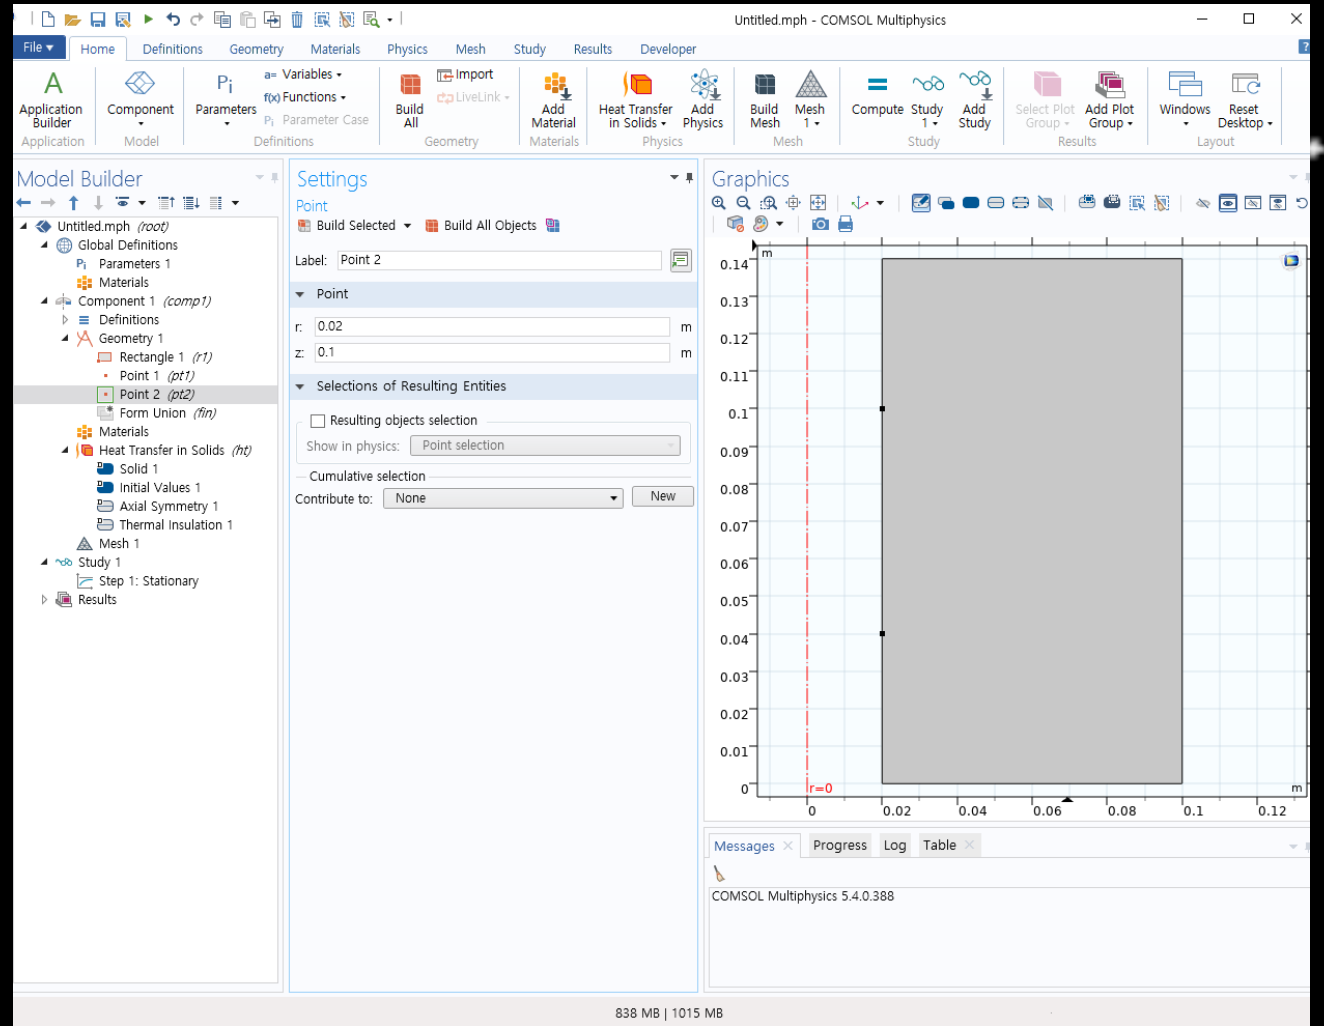 Untitled.mph - COMSOL Multiphysics
File Home Definitions Geometry Materials Physics Mesh Study Results Developer
Application Builder
Application
Component
Model
Pi
Parameters
a= Variables
f(x) Functions
Pi Parameter Case
Definitions
Build All
Import
LiveLink
Geometry
Add Material
Materials
Heat Transfer in Solids
Add Physics
Physics
Build Mesh
Mesh 1
Mesh
Compute
Study 1
Add Study
Study
Select Plot Group
Add Plot Group
Results
Windows
Reset Desktop
Layout
Model Builder
Untitled.mph (root)
Global Definitions
Pi Parameters 1
Materials
Component 1 (comp1)
Definitions
Geometry 1
Rectangle 1 (r1)
Point 1 (pt1)
Point 2 (pt2)
Form Union (fin)
Materials
Heat Transfer in Solids (ht)
Solid 1
Initial Values 1
Axial Symmetry 1
Thermal Insulation 1
Mesh 1
Study 1
Step 1: Stationary
Results
Settings
Point
Build Selected Build All Objects
Label: Point 2
Point
r: 0.02 m
z: 0.1 m
Selections of Resulting Entities
Resulting objects selection
Show in physics: Point selection
Cumulative selection
Contribute to: None New
Graphics
m
0.14
0.13
0.12
0.11
0.1
0.09
0.08
0.07
0.06
0.05
0.04
0.03
0.02
0.01
0
r=0
m
0 0.02 0.04 0.06 0.08 0.1 0.12
Messages Progress Log Table
COMSOL Multiphysics 5.4.0.388
838 MB | 1015 MB